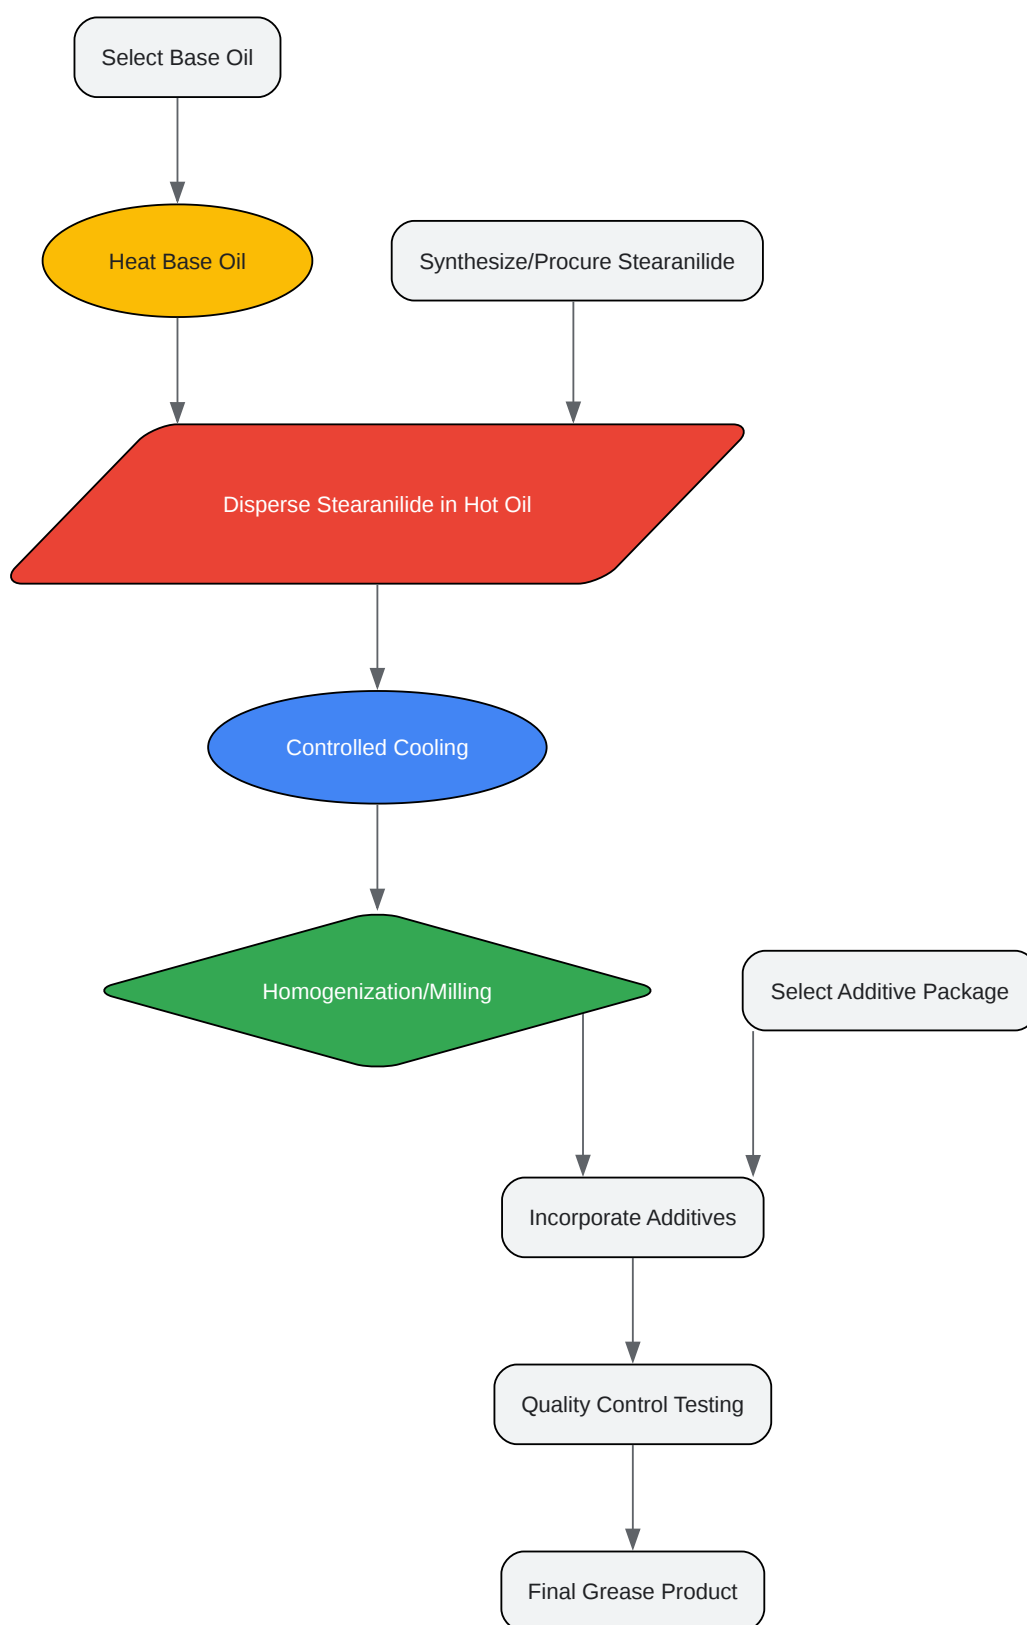 Select Base Oil
Heat Base Oil
Synthesize/Procure Stearanilide
Disperse Stearanilide in Hot Oil
Controlled Cooling
Homogenization/Milling
Select Additive Package
Incorporate Additives
Quality Control Testing
Final Grease Product